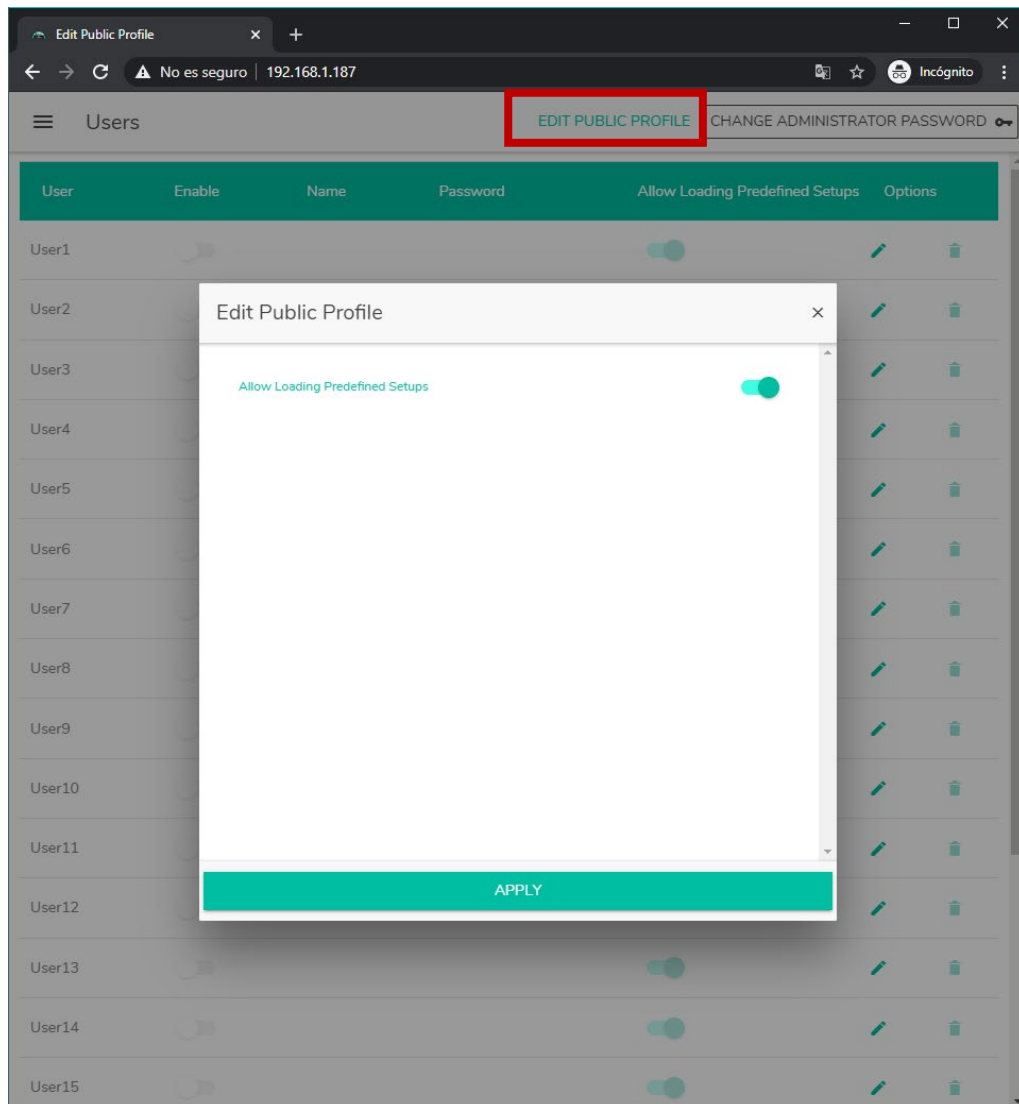 Edit Public Profile
No es seguro | 192.168.1.187
Incógnito
Users
EDIT PUBLIC PROFILE
CHANGE ADMINISTRATOR PASSWORD
User Enable Name Password Allow Loading Predefined Setups Options
User1
User2
Edit Public Profile
User3
Allow Loading Predefined Setups
User4
User5
User6
User7
User8
User9
User10
User11
APPLY
User12
User13
User14
User15